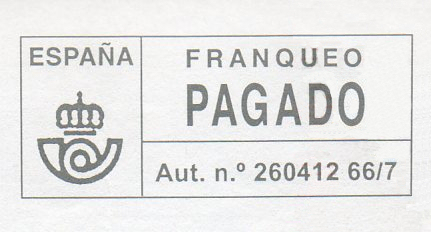 ESPAÑA
FRANQUEO
PAGADO
Aut. n.º 260412 66/7